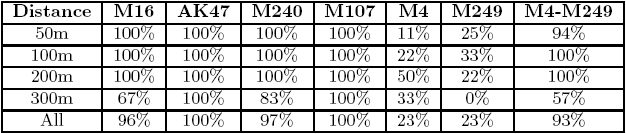 Distance M16 AK47 M240 M107 M4 M249 M4-M249
50m 100% 100% 100% 100% 11% 25% 94%
100m 100% 100% 100% 100% 22% 33% 100%
200m 100% 100% 100% 100% 50% 22% 100%
300m 67% 100% 83% 100% 33% 0% 57%
All 96% 100% 97% 100% 23% 23% 93%